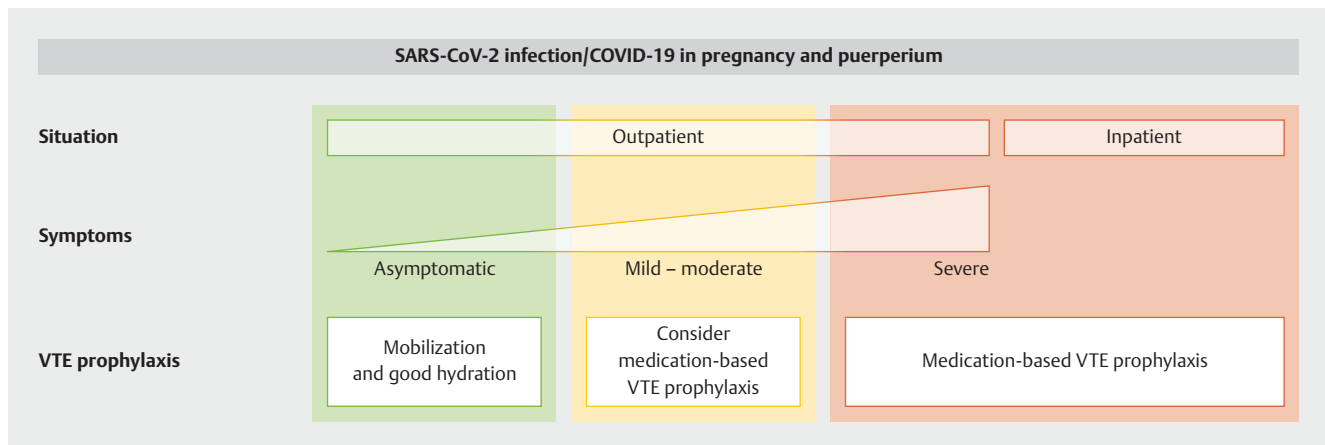 SARS-CoV-2 infection/COVID-19 in pregnancy and puerperium
Situation
Outpatient
Inpatient
Symptoms
Asymptomatic
Mild – moderate
Severe
VTE prophylaxis
Mobilization
and good hydration
Consider
medication-based
VTE prophylaxis
Medication-based VTE prophylaxis